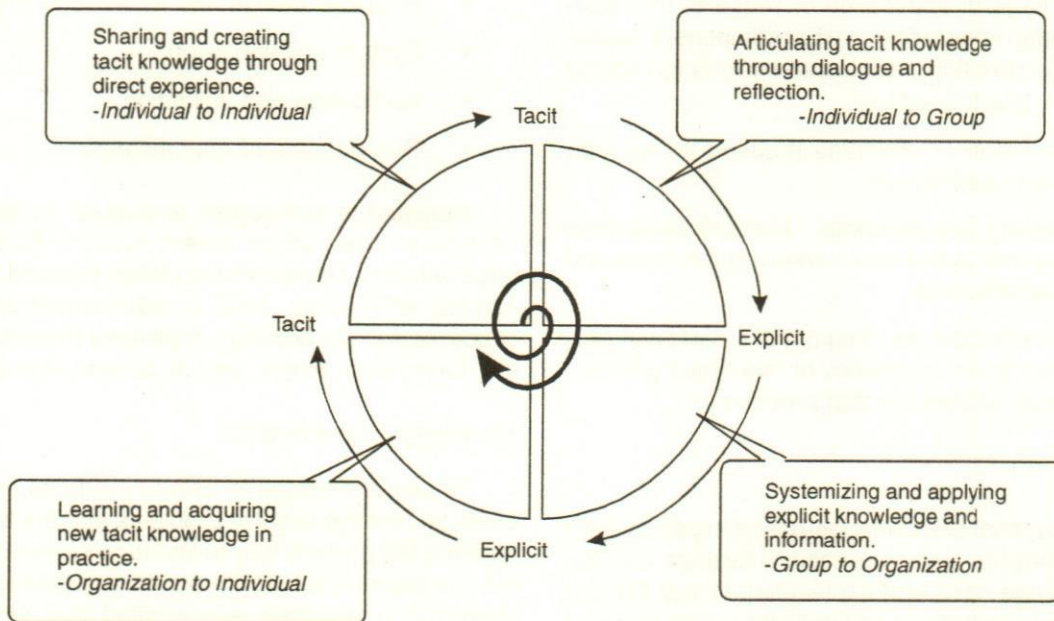 Sharing and creating
tacit knowledge through
direct experience.
-Individual to Individual
Articulating tacit knowledge
through dialogue and
reflection.
-Individual to Group
Tacit
Tacit
Explicit
Explicit
Learning and acquiring
new tacit knowledge in
practice.
-Organization to Individual
Systemizing and applying
explicit knowledge and
information.
-Group to Organization